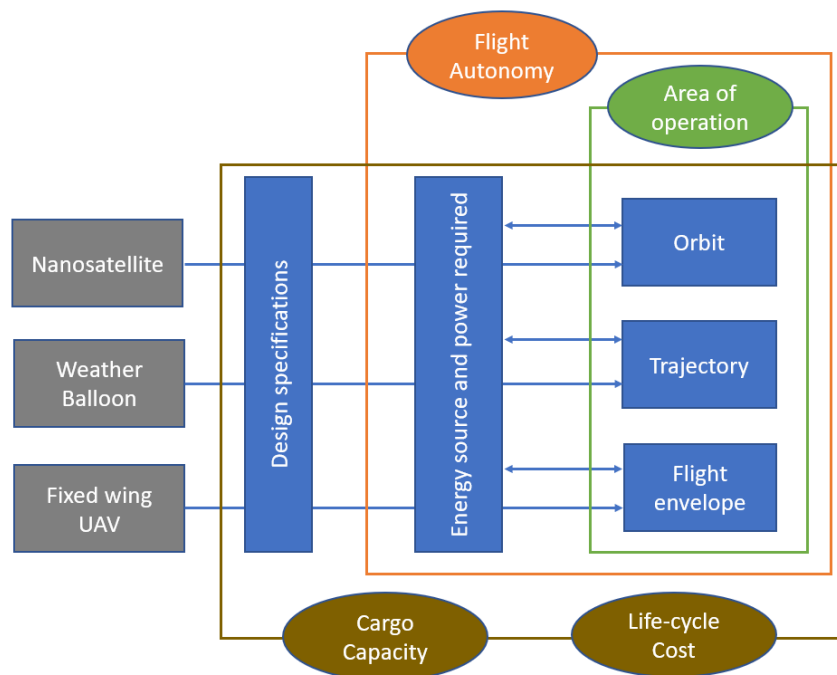 Flight
Autonomy
Area of
operation
Nanosatellite
Weather
Balloon
Fixed wing
UAV
Design specifications
Energy source and power required
Orbit
Trajectory
Flight
envelope
Cargo
Capacity
Life-cycle
Cost